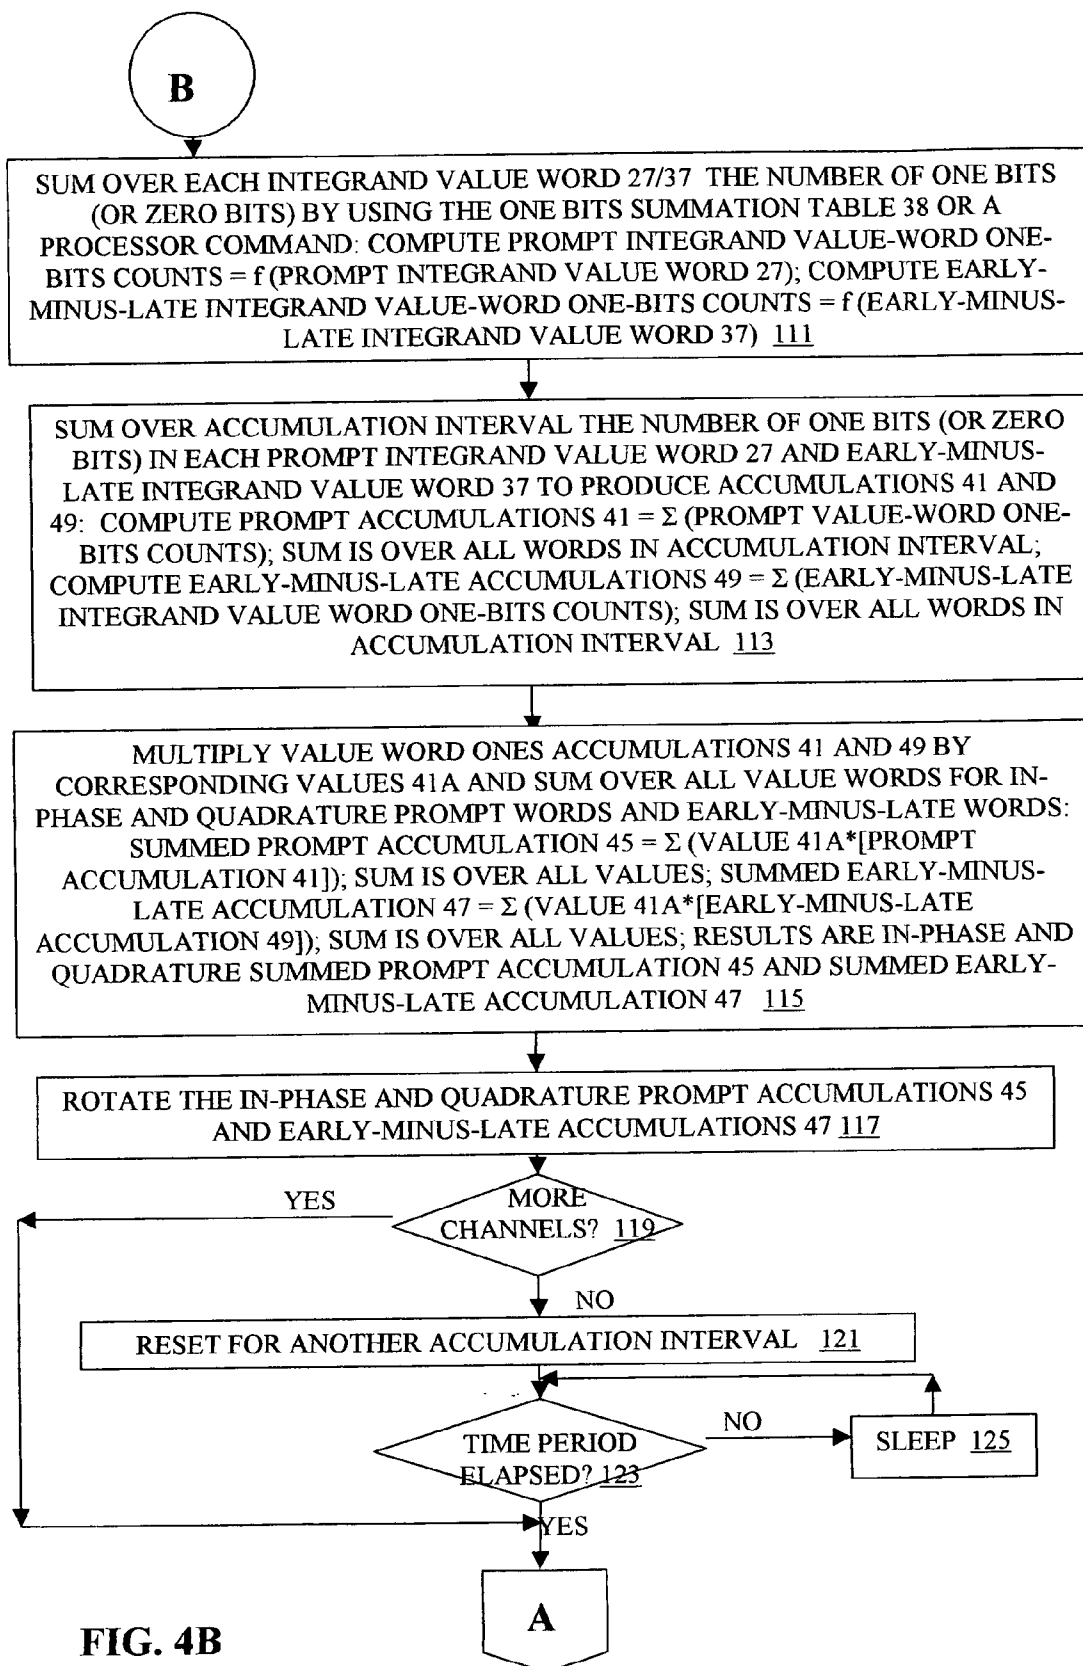 B
SUM OVER EACH INTEGRAND VALUE WORD 27/37 THE NUMBER OF ONE BITS
(OR ZERO BITS) BY USING THE ONE BITS SUMMATION TABLE 38 OR A
PROCESSOR COMMAND: COMPUTE PROMPT INTEGRAND VALUE-WORD ONE-
BITS COUNTS = f (PROMPT INTEGRAND VALUE WORD 27); COMPUTE EARLY-
MINUS-LATE INTEGRAND VALUE-WORD ONE-BITS COUNTS = f (EARLY-MINUS-
LATE INTEGRAND VALUE WORD 37) 111
SUM OVER ACCUMULATION INTERVAL THE NUMBER OF ONE BITS (OR ZERO
BITS) IN EACH PROMPT INTEGRAND VALUE WORD 27 AND EARLY-MINUS-
LATE INTEGRAND VALUE WORD 37 TO PRODUCE ACCUMULATIONS 41 AND
49: COMPUTE PROMPT ACCUMULATIONS 41 = Σ (PROMPT VALUE-WORD ONE-
BITS COUNTS); SUM IS OVER ALL WORDS IN ACCUMULATION INTERVAL;
COMPUTE EARLY-MINUS-LATE ACCUMULATIONS 49 = Σ (EARLY-MINUS-LATE
INTEGRAND VALUE WORD ONE-BITS COUNTS); SUM IS OVER ALL WORDS IN
ACCUMULATION INTERVAL 113
MULTIPLY VALUE WORD ONES ACCUMULATIONS 41 AND 49 BY
CORRESPONDING VALUES 41A AND SUM OVER ALL VALUE WORDS FOR IN-
PHASE AND QUADRATURE PROMPT WORDS AND EARLY-MINUS-LATE WORDS:
SUMMED PROMPT ACCUMULATION 45 = Σ (VALUE 41A*[PROMPT
ACCUMULATION 41]); SUM IS OVER ALL VALUES; SUMMED EARLY-MINUS-
LATE ACCUMULATION 47 = Σ (VALUE 41A*[EARLY-MINUS-LATE
ACCUMULATION 49]); SUM IS OVER ALL VALUES; RESULTS ARE IN-PHASE AND
QUADRATURE SUMMED PROMPT ACCUMULATION 45 AND SUMMED EARLY-
MINUS-LATE ACCUMULATION 47 115
ROTATE THE IN-PHASE AND QUADRATURE PROMPT ACCUMULATIONS 45
AND EARLY-MINUS-LATE ACCUMULATIONS 47 117
YES
MORE
CHANNELS? 119
NO
RESET FOR ANOTHER ACCUMULATION INTERVAL 121
TIME PERIOD
ELAPSED? 123
NO
SLEEP 125
YES
A
FIG. 4B